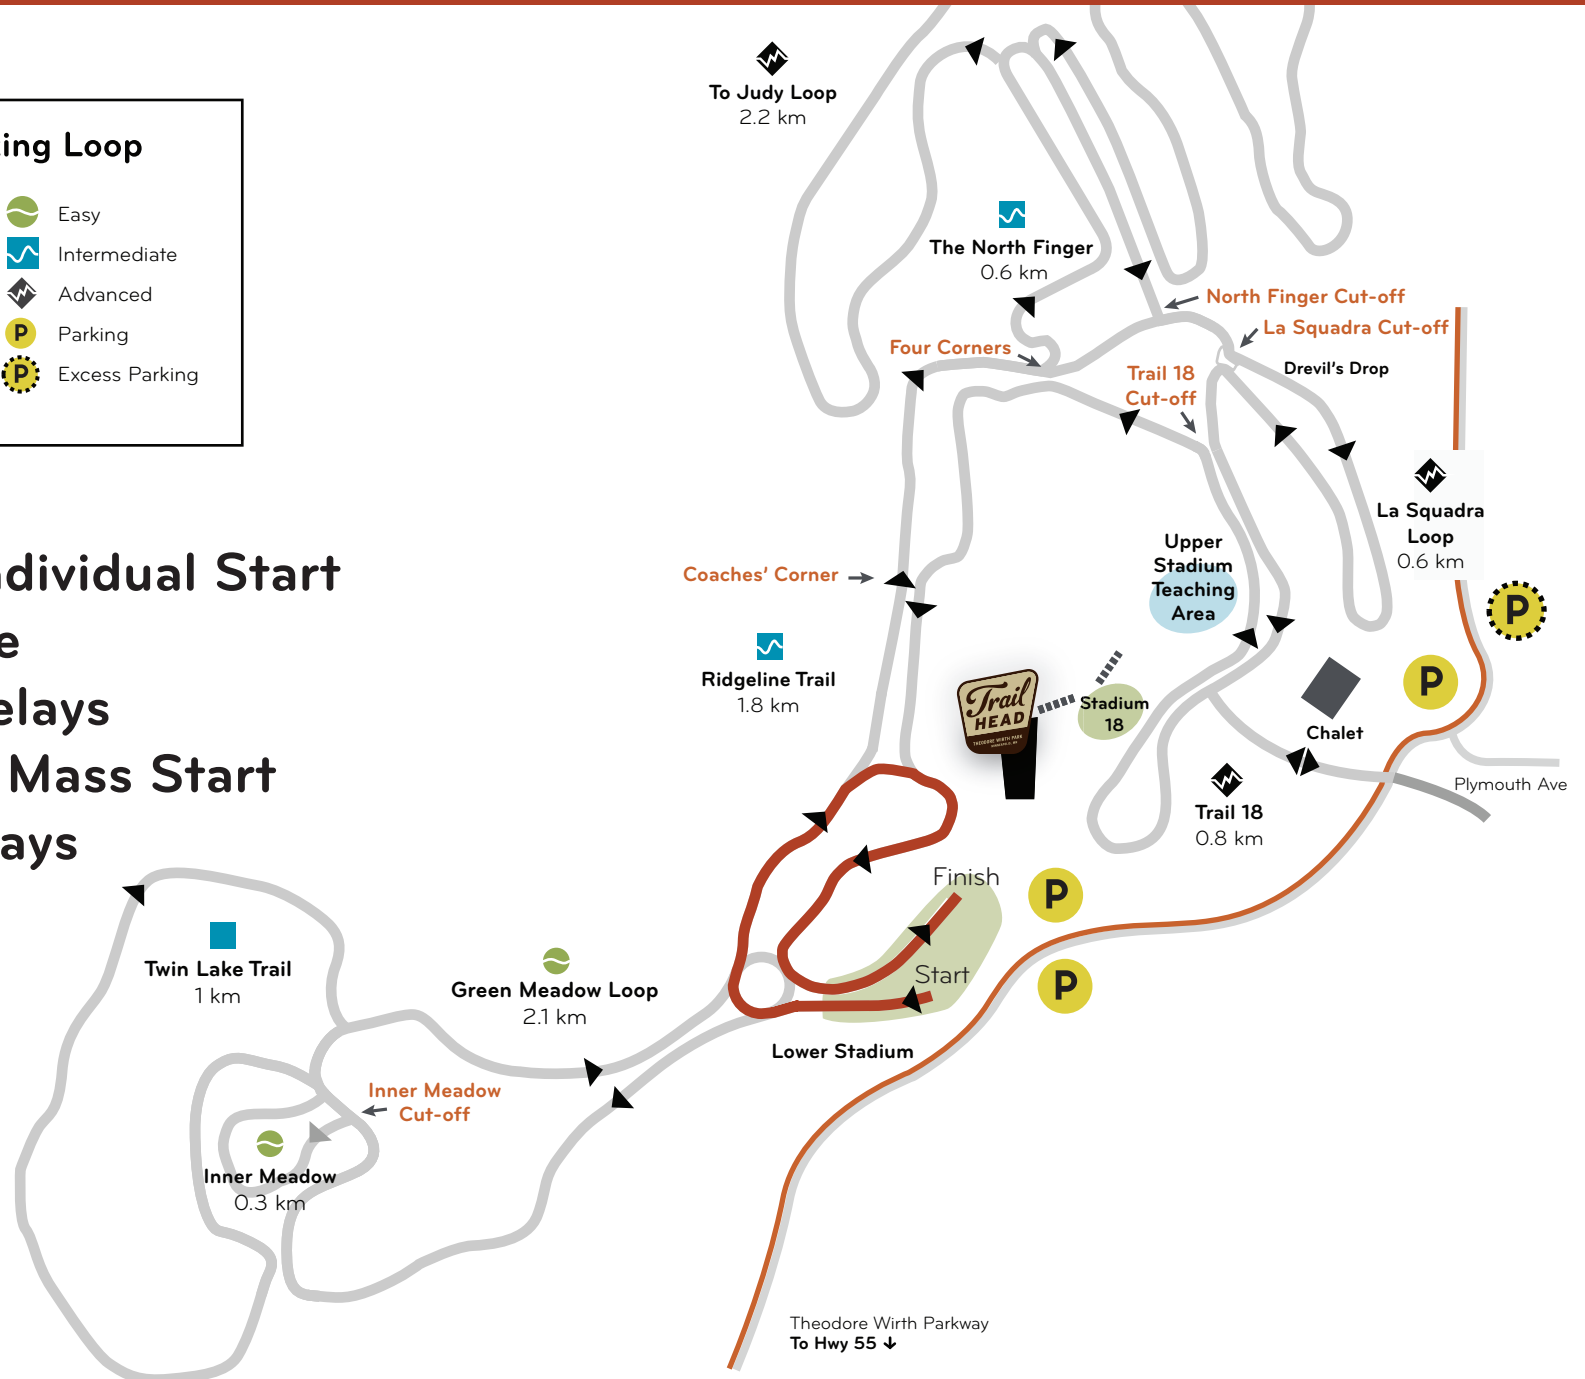 ing Loop
Easy
Intermediate
Advanced
P
Parking
P
Excess Parking
dividual Start
e
elays
Mass Start
ays
To Judy Loop
2.2 km
The North Finger
0.6 km
North Finger Cut-off
La Squadra Cut-off
Four Corners
Drevil's Drop
Trail 18
Cut-off
La Squadra
Loop
0.6 km
Upper
Stadium
Teaching
Area
Coaches' Corner
P
Ridgeline Trail
1.8 km
Trail
HEAD
THEODORE WIRTH PARK
Stadium
18
P
Chalet
Plymouth Ave
Trail 18
0.8 km
Finish
P
Start
P
Lower Stadium
Twin Lake Trail
1 km
Green Meadow Loop
2.1 km
Inner Meadow
Cut-off
Inner Meadow
0.3 km
Theodore Wirth Parkway
To Hwy 55 ↓